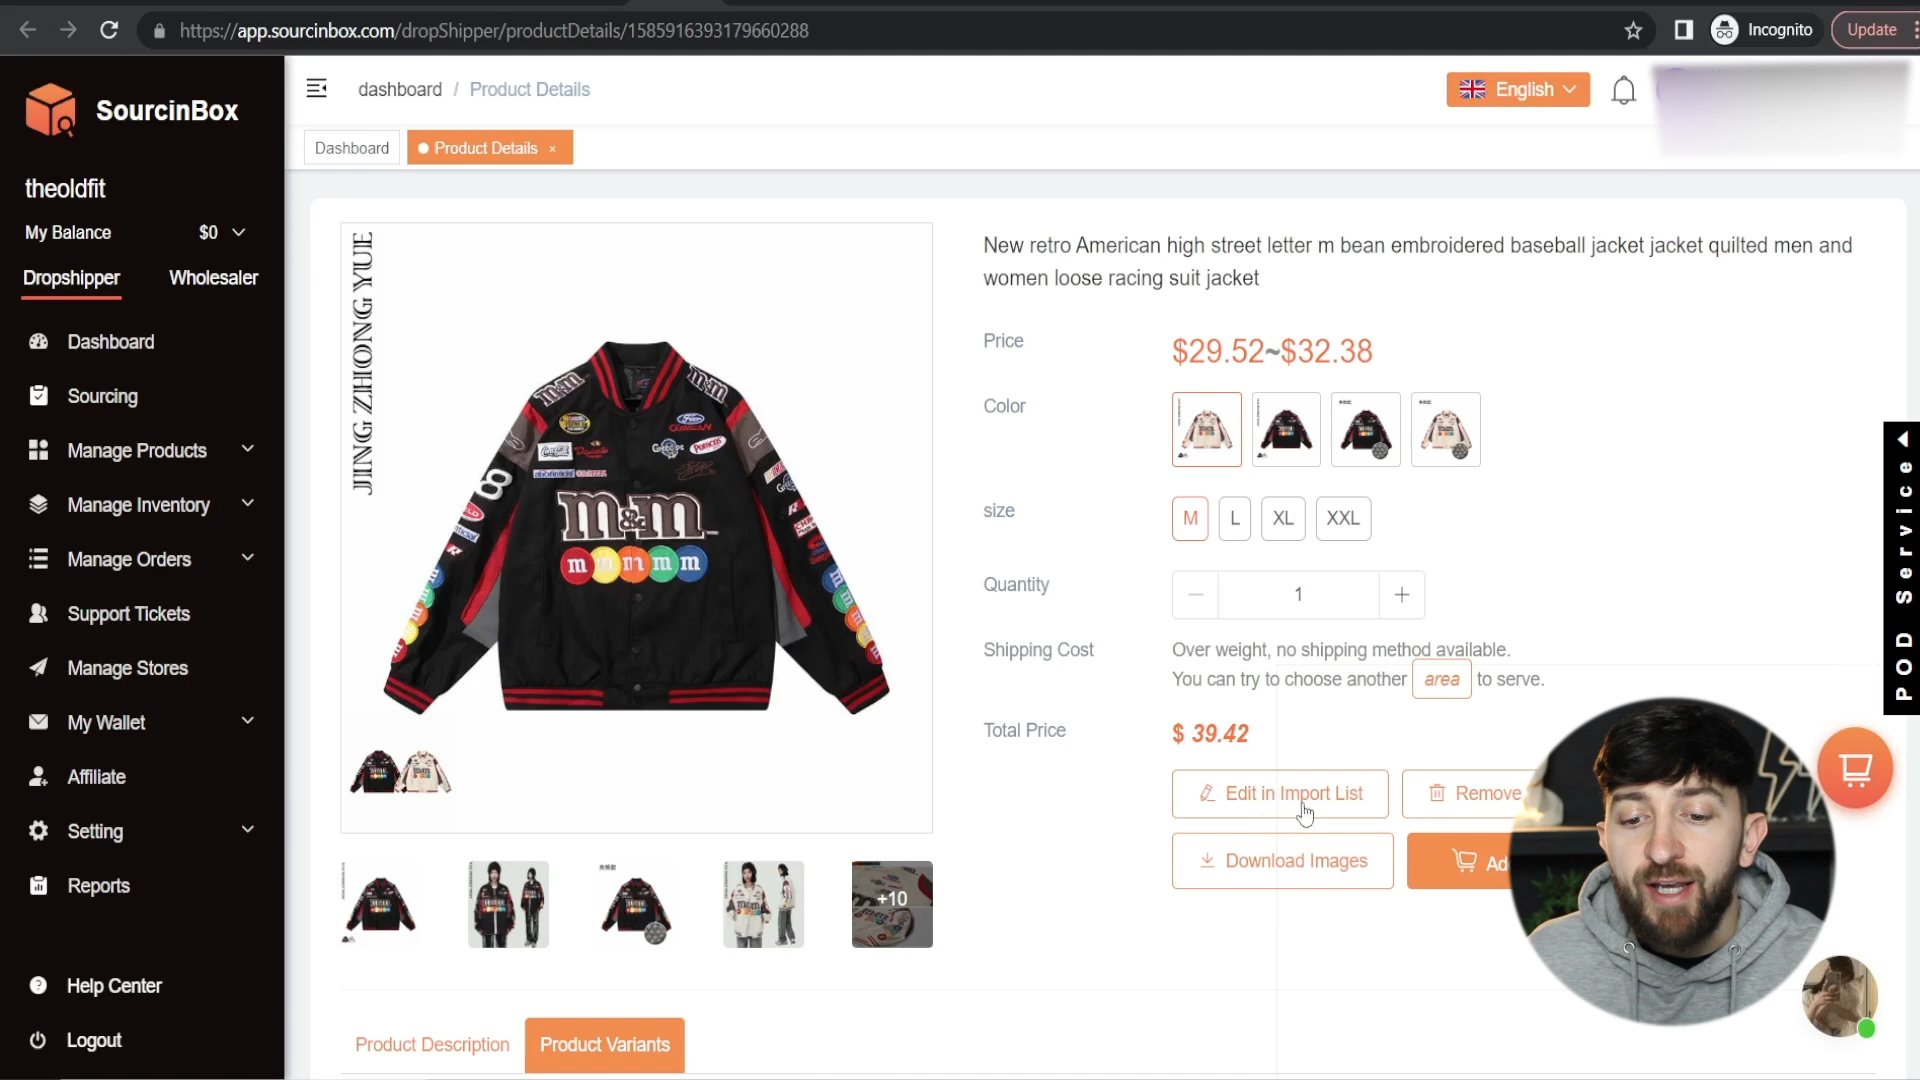 https://app.sourcinbox.com/dropShipper/productDetails/1585916393179660288
Incognito
Update
SourcinBox
dashboard / Product Details
English
Dashboard
Product Details ×
theoldfit
My Balance $0
Dropshipper Wholesaler
Dashboard
Sourcing
Manage Products
Manage Inventory
Manage Orders
Support Tickets
Manage Stores
My Wallet
Affiliate
Setting
Reports
Help Center
Logout
JING ZHONG YUE
m&m
m m m m m
8
New retro American high street letter m bean embroidered baseball jacket jacket quilted men and
women loose racing suit jacket
Price $29.52~$32.38
Color
size M L XL XXL
Quantity − 1 +
Shipping Cost Over weight, no shipping method available.
You can try to choose another area to serve.
Total Price $ 39.42
Edit in Import List
Remove
Download Images
Ad
+10
Product Description
Product Variants
POD Service